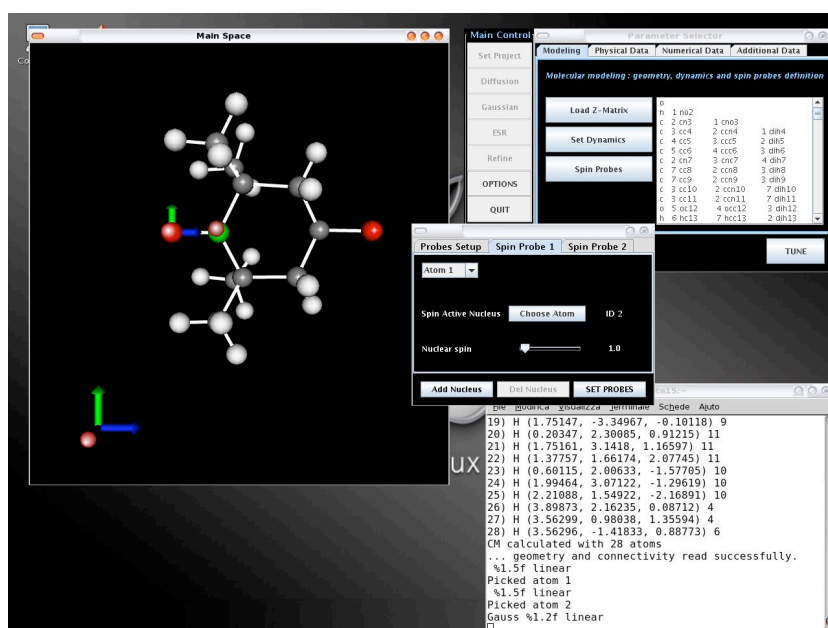 Main Space
Main Control
Set Project
Diffusion
Gaussian
ESR
Refine
OPTIONS
QUIT
Parameter Selector
Modeling Physical Data Numerical Data Additional Data
Molecular modeling : geometry, dynamics and spin probes definition
Load Z-Matrix
Set Dynamics
Spin Probes
o
n 1 no2
c 2 cn3 1 cno3
c 3 cc4 2 ccn4 1 dih4
c 4 cc5 3 ccc5 2 dih5
c 5 cc6 4 ccc6 3 dih6
c 2 cn7 3 cnc7 4 dih7
c 7 cc8 2 ccn8 3 dih8
c 7 cc9 2 ccn9 3 dih9
c 3 cc10 2 ccn10 7 dih10
c 3 cc11 2 ccn11 7 dih11
o 5 oc12 4 occ12 3 dih12
h 6 hc13 7 hcc13 2 dih13
TUNE
Probes Setup Spin Probe 1 Spin Probe 2
Atom 1
Spin Active Nucleus Choose Atom ID 2
Nuclear spin 1.0
Add Nucleus Del Nucleus SET PROBES
File Modifica Visualizza Terminale Schede Aiuto
19) H (1.75147, -3.34967, -0.10118) 9
20) H (0.20347, 2.30085, 0.91215) 11
21) H (1.75161, 3.1418, 1.16597) 11
22) H (1.37757, 1.66174, 2.07745) 11
23) H (0.60115, 2.00633, -1.57705) 10
24) H (1.99464, 3.07122, -1.29619) 10
25) H (2.21088, 1.54922, -2.16891) 10
26) H (3.89873, 2.16235, 0.08712) 4
27) H (3.56299, 0.98038, 1.35594) 4
28) H (3.56296, -1.41833, 0.88773) 6
CM calculated with 28 atoms
... geometry and connectivity read successfully.
%1.5f linear
Picked atom 1
%1.5f linear
Picked atom 2
Gauss %1.2f linear